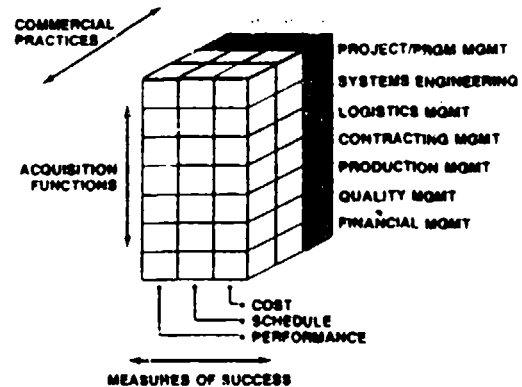 COMMERCIAL
PRACTICES
PROJECT/PRGM MGMT
SYSTEMS ENGINEERING
LOGISTICS MGMT
CONTRACTING MGMT
PRODUCTION MGMT
QUALITY MGMT
FINANCIAL MGMT
ACQUISITION
FUNCTIONS
COST
SCHEDULE
PERFORMANCE
MEASURES OF SUCCESS